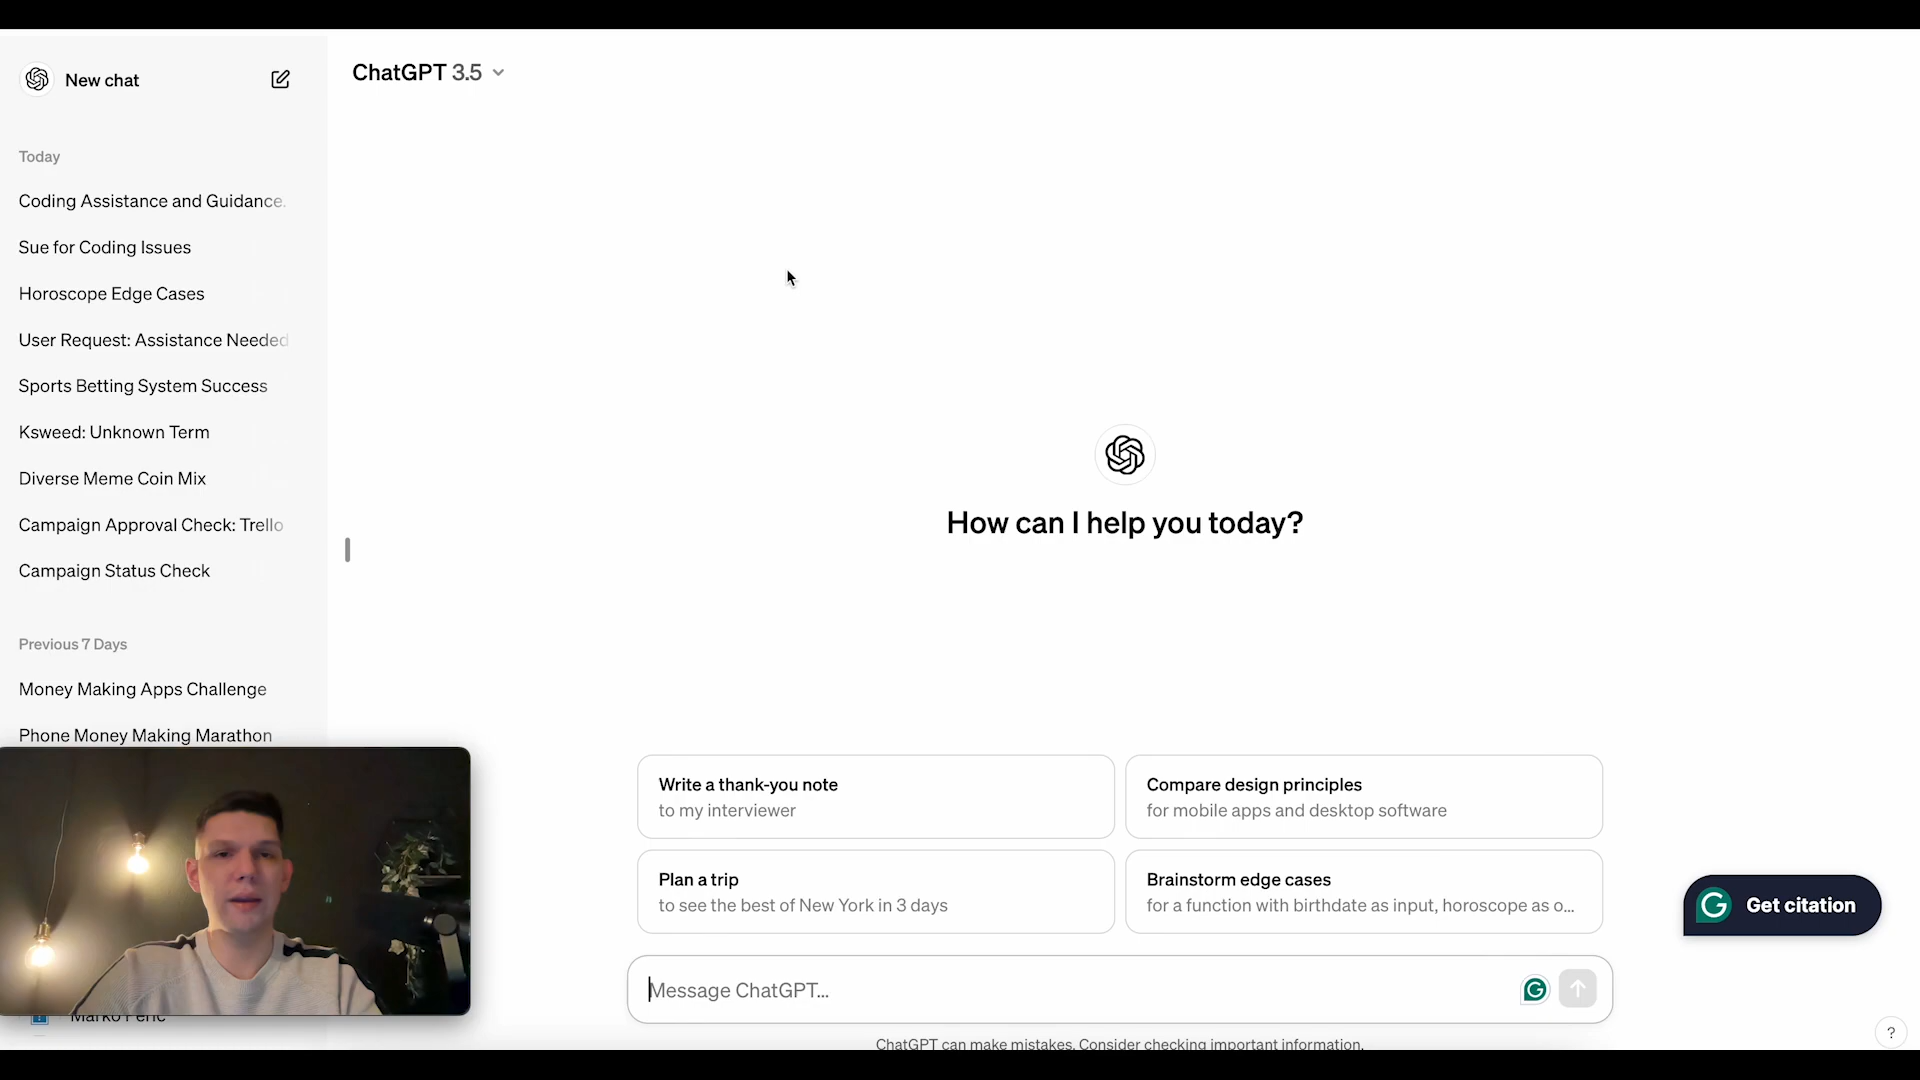 New chat
ChatGPT 3.5
Today
Coding Assistance and Guidance.
Sue for Coding Issues
Horoscope Edge Cases
User Request: Assistance Needed
Sports Betting System Success
Ksweed: Unknown Term
Diverse Meme Coin Mix
Campaign Approval Check: Trello
Campaign Status Check
Previous 7 Days
Money Making Apps Challenge
Phone Money Making Marathon
Marko Peric
How can I help you today?
Write a thank-you note
to my interviewer
Compare design principles
for mobile apps and desktop software
Plan a trip
to see the best of New York in 3 days
Brainstorm edge cases
for a function with birthdate as input, horoscope as o...
Get citation
Message ChatGPT...
ChatGPT can make mistakes. Consider checking important information.
?